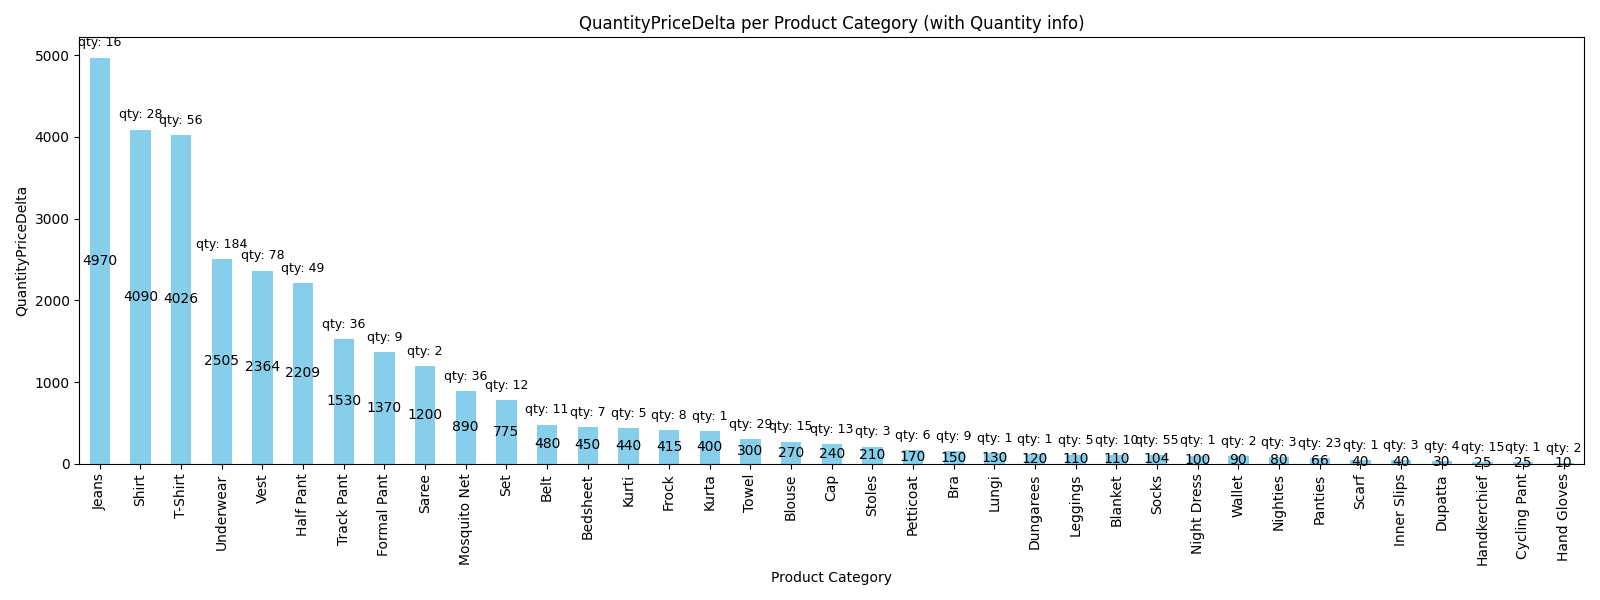 QuantityPriceDelta per Product Category (with Quantity info)
QuantityPriceDelta
5000
4000
3000
2000
1000
0
qty: 16
qty: 28
qty: 56
qty: 184
qty: 78
qty: 49
qty: 36
qty: 9
qty: 2
qty: 36
qty: 12
qty: 11
qty: 7
qty: 5
qty: 8
qty: 1
qty: 29
qty: 15
qty: 13
qty: 3
qty: 6
qty: 9
qty: 1
qty: 1
qty: 5
qty: 10
qty: 55
qty: 1
qty: 2
qty: 3
qty: 23
qty: 1
qty: 3
qty: 4
qty: 15
qty: 1
qty: 2
4970
4090
4026
2505
2364
2209
1530
1370
1200
890
775
480
450
440
415
400
300
270
240
210
170
150
130
120
110
110
104
100
90
80
66
40
40
30
25
25
10
Jeans
Shirt
T-Shirt
Underwear
Vest
Half Pant
Track Pant
Formal Pant
Saree
Mosquito Net
Set
Belt
Bedsheet
Kurti
Frock
Kurta
Towel
Blouse
Cap
Stoles
Petticoat
Bra
Lungi
Dungarees
Leggings
Blanket
Socks
Night Dress
Wallet
Nighties
Panties
Scarf
Inner Slips
Dupatta
Handkerchief
Cycling Pant
Hand Gloves
Product Category